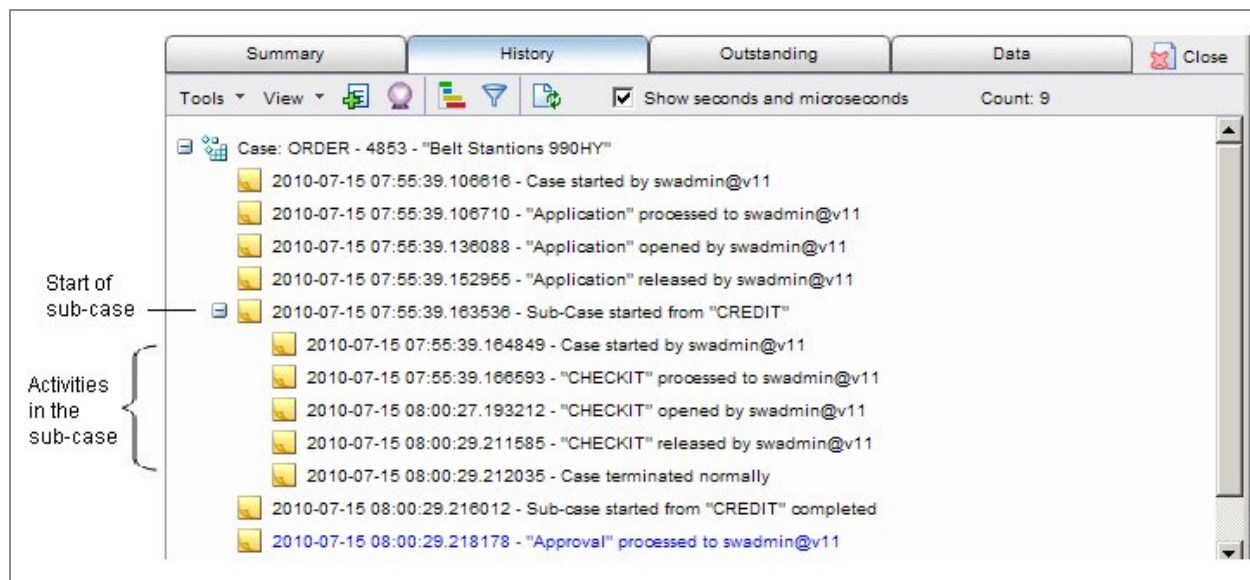 Summary
History
Outstanding
Data
Close
Tools
View
Show seconds and microseconds
Count: 9
Case: ORDER - 4853 - "Belt Stantions 990HY"
2010-07-15 07:55:39.106616 - Case started by swadmin@v11
2010-07-15 07:55:39.106710 - "Application" processed to swadmin@v11
2010-07-15 07:55:39.136088 - "Application" opened by swadmin@v11
2010-07-15 07:55:39.152955 - "Application" released by swadmin@v11
Start of
sub-case
2010-07-15 07:55:39.163536 - Sub-Case started from "CREDIT"
2010-07-15 07:55:39.164849 - Case started by swadmin@v11
2010-07-15 07:55:39.166593 - "CHECKIT" processed to swadmin@v11
Activities
in the
sub-case
2010-07-15 08:00:27.193212 - "CHECKIT" opened by swadmin@v11
2010-07-15 08:00:29.211585 - "CHECKIT" released by swadmin@v11
2010-07-15 08:00:29.212035 - Case terminated normally
2010-07-15 08:00:29.216012 - Sub-case started from "CREDIT" completed
2010-07-15 08:00:29.218178 - "Approval" processed to swadmin@v11